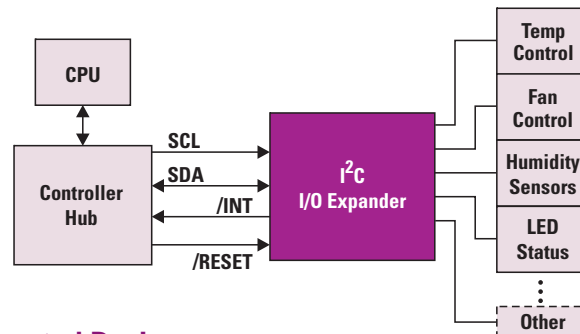 CPU
Controller
Hub
SCL
SDA
/INT
/RESET
I²C
I/O Expander
Temp
Control
Fan
Control
Humidity
Sensors
LED
Status
Other